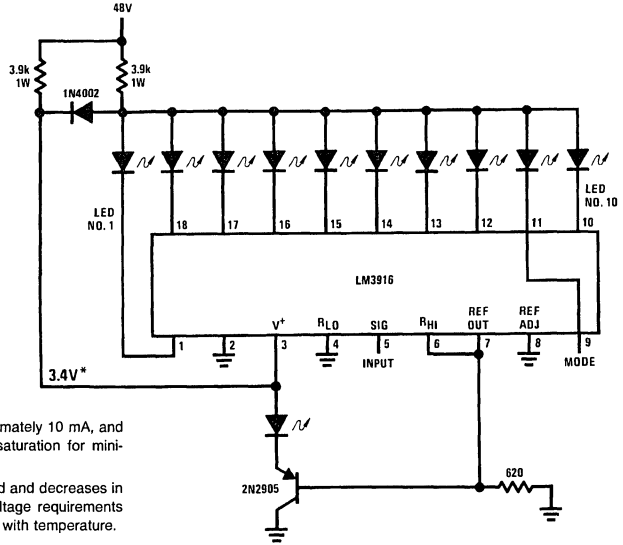 48V
3.9k
1W
1N4002
3.9k
1W
LED
NO. 1
LED
NO. 10
18 17 16 15 14 13 12 11 10
LM3916
V+ RLO SIG RHI REF OUT REF ADJ
1 2 3 4 5 6 7 8 9
INPUT
MODE
3.4V*
2N2905
620
mately 10 mA, and
saturation for mini-
d and decreases in
ltage requirements
with temperature.